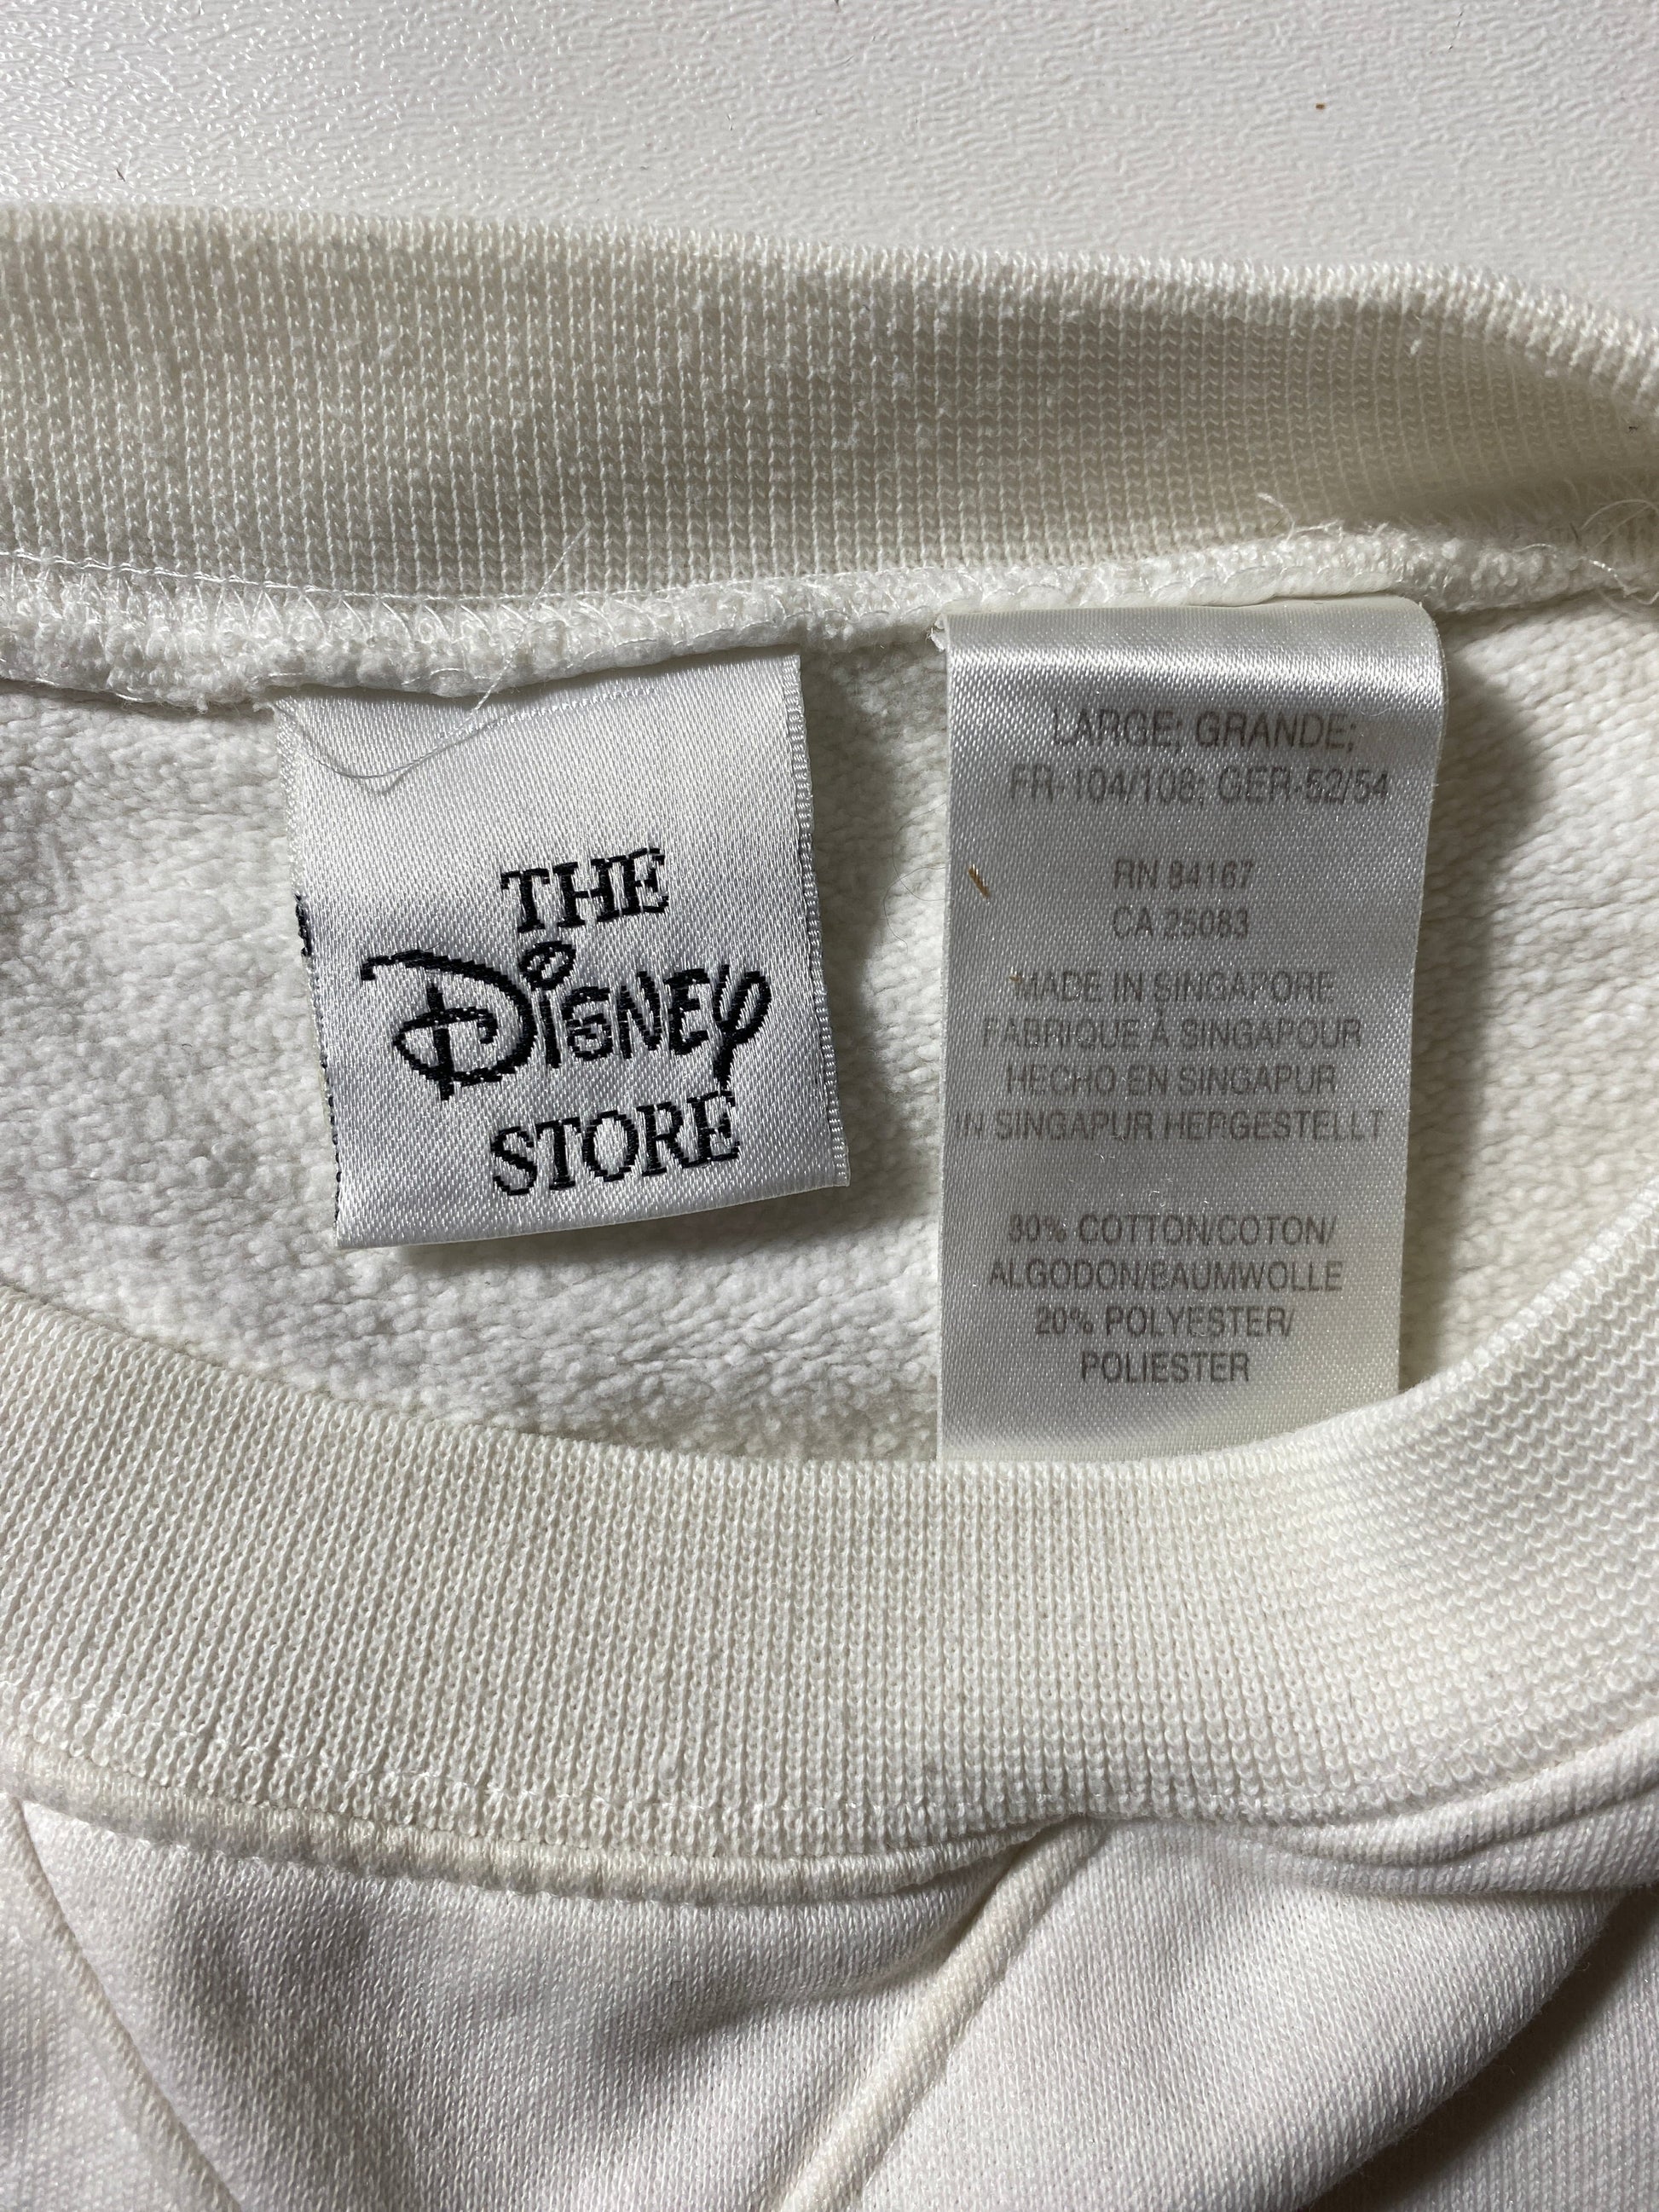 THE
Disney
STORE
LARGE; GRANDE;
FR-104/108; GER-52/54
RN 84167
CA 25083
MADE IN SINGAPORE
FABRIQUE À SINGAPOUR
HECHO EN SINGAPUR
IN SINGAPUR HERGESTELLT
80% COTTON/COTON/
ALGODON/BAUMWOLLE
20% POLYESTER/
POLIESTER